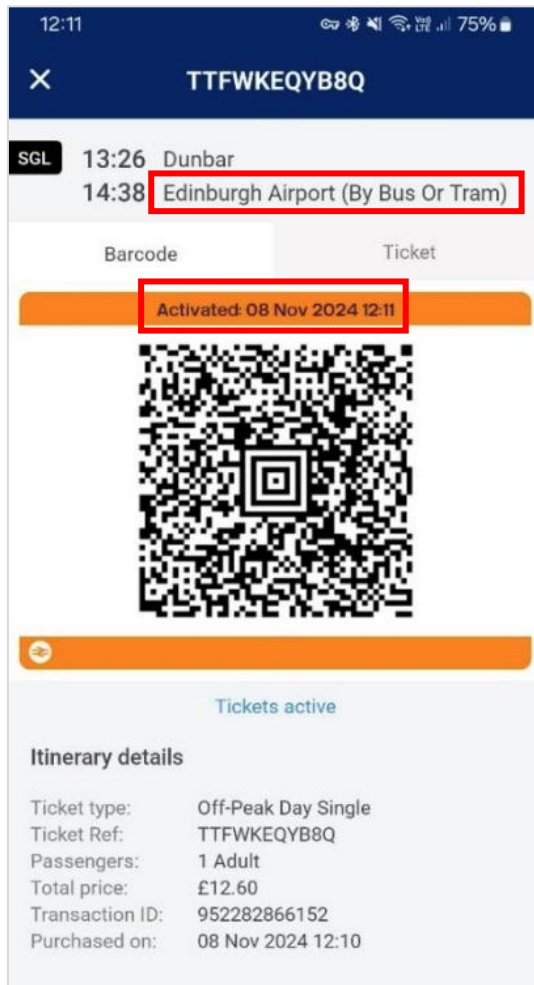 12:11 75%
TTFWKEQYB8Q
SGL 13:26 Dunbar
14:38 Edinburgh Airport (By Bus Or Tram)
Barcode Ticket
Activated: 08 Nov 2024 12:11
Tickets active
Itinerary details
Ticket type: Off-Peak Day Single
Ticket Ref: TTFWKEQYB8Q
Passengers: 1 Adult
Total price: £12.60
Transaction ID: 952282866152
Purchased on: 08 Nov 2024 12:10